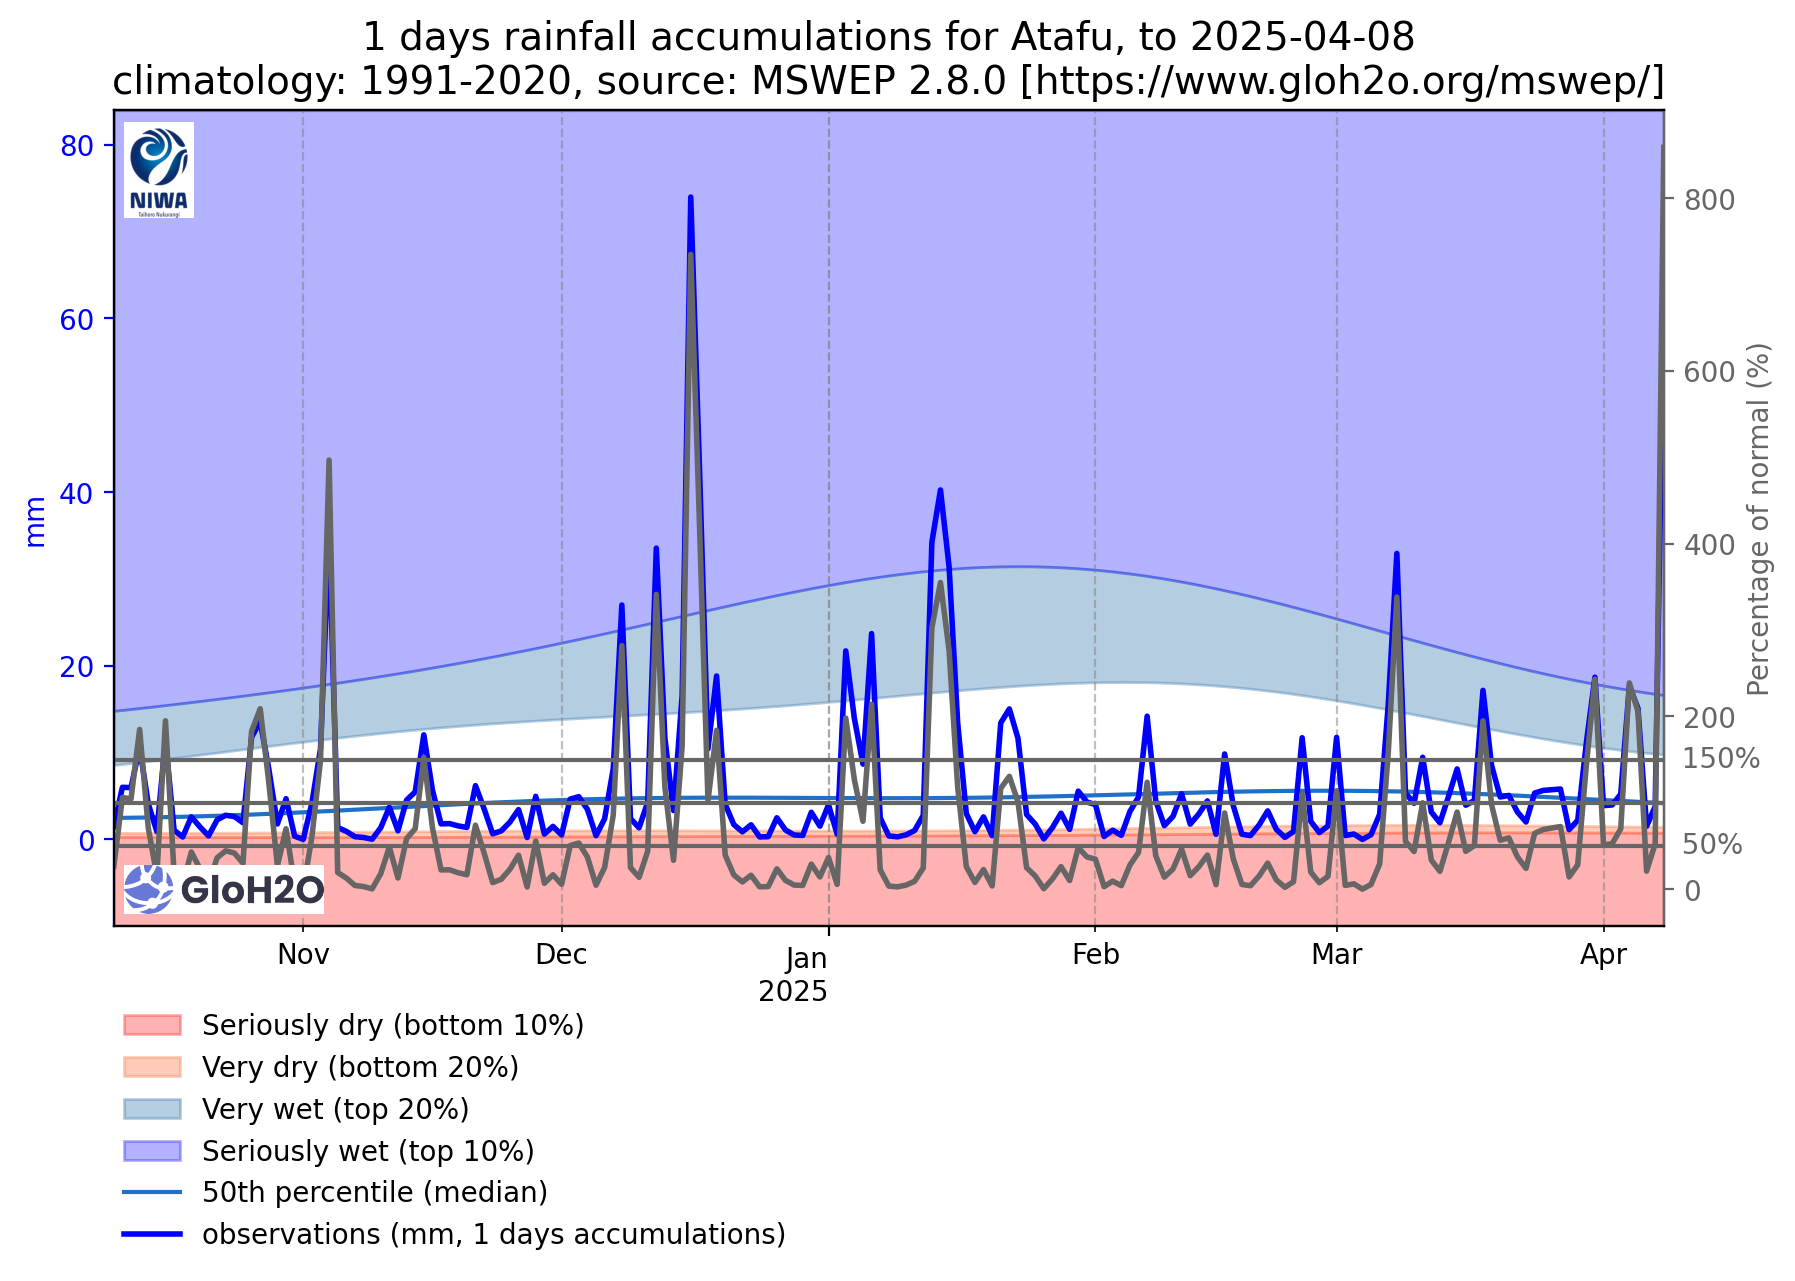 1 days rainfall accumulations for Atafu, to 2025-04-08
climatology: 1991-2020, source: MSWEP 2.8.0 [https://www.gloh2o.org/mswep/]
NIWA
Taihoro Nukurangi
80
60
40
20
0
mm
800
600
400
200
150%
50%
0
Percentage of normal (%)
GloH2O
Nov
Dec
Jan
2025
Feb
Mar
Apr
Seriously dry (bottom 10%)
Very dry (bottom 20%)
Very wet (top 20%)
Seriously wet (top 10%)
50th percentile (median)
observations (mm, 1 days accumulations)